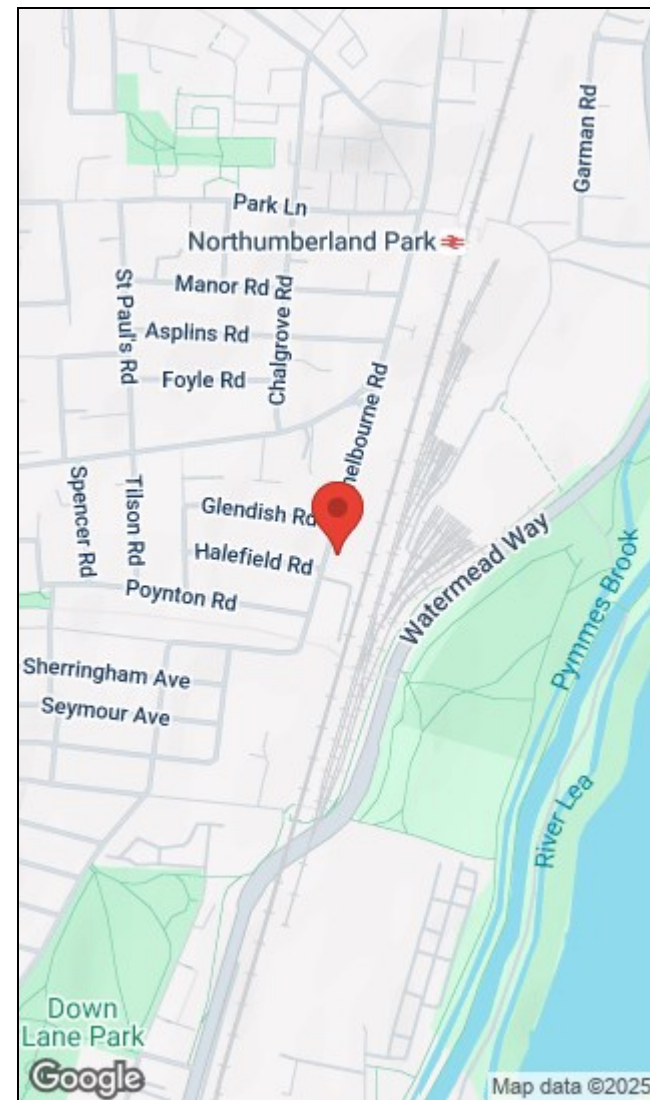 Garman Rd
Park Ln
Northumberland Park
Manor Rd
St Paul's Rd
Chalgrove Rd
Asplins Rd
Foyle Rd
Spencer Rd
Tilson Rd
Glendish Rd
Halefield Rd
Poynton Rd
Watermead Way
Pymmes Brook
Sherringham Ave
Seymour Ave
River Lea
Down
Lane Park
Google
Map data ©2025